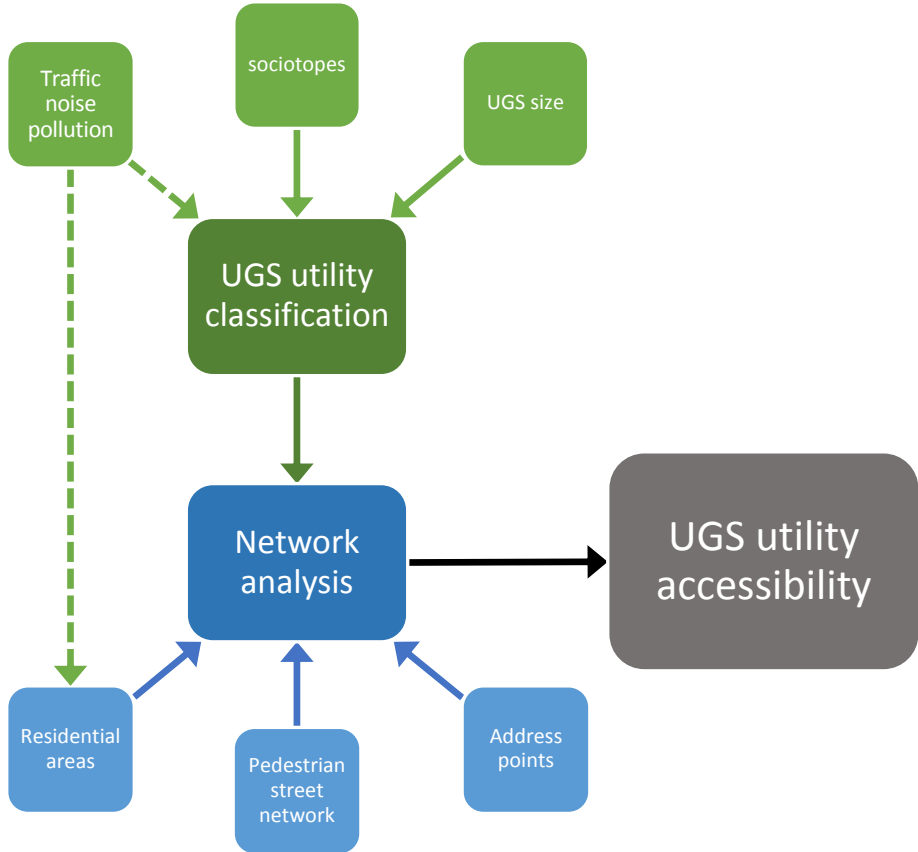 Traffic
noise
pollution
sociotopes
UGS size
UGS utility
classification
Network
analysis
UGS utility
accessibility
Residential
areas
Pedestrian
street
network
Address
points